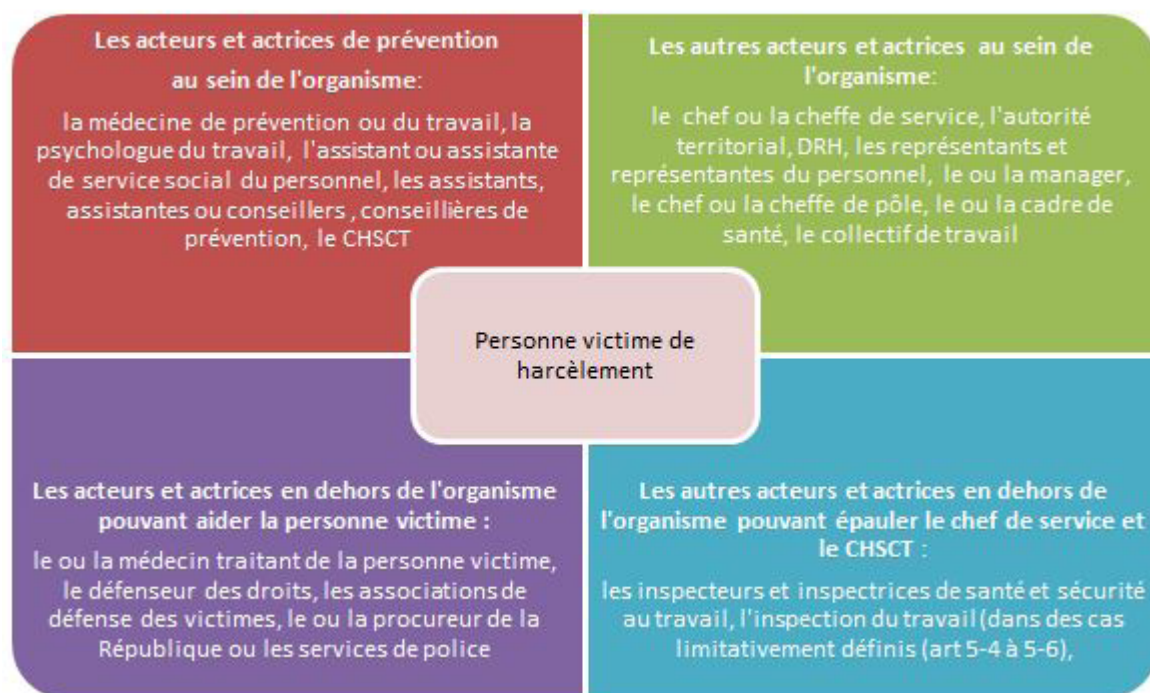 Les acteurs et actrices de prévention
au sein de l'organisme:
la médecine de prévention ou du travail, la
psychologue du travail, l'assistant ou assistante
de service social du personnel, les assistants,
assistantes ou conseillers , conseillières de
prévention, le CHSCT
Les autres acteurs et actrices au sein de
l'organisme:
le chef ou la cheffe de service, l'autorité
territorial, DRH, les représentants et
représentantes du personnel, le ou la manager,
le chef ou la cheffe de pôle, le ou la cadre de
santé, le collectif de travail
Personne victime de
harcèlement
Les acteurs et actrices en dehors de l'organisme
pouvant aider la personne victime :
le ou la médecin traitant de la personne victime,
le défenseur des droits, les associations de
défense des victimes, le ou la procureur de la
République ou les services de police
Les autres acteurs et actrices en dehors de
l'organisme pouvant épauler le chef de service et
le CHSCT :
les inspecteurs et inspectrices de santé et sécurité
au travail, l'inspection du travail (dans des cas
limitativement définis (art 5-4 à 5-6),